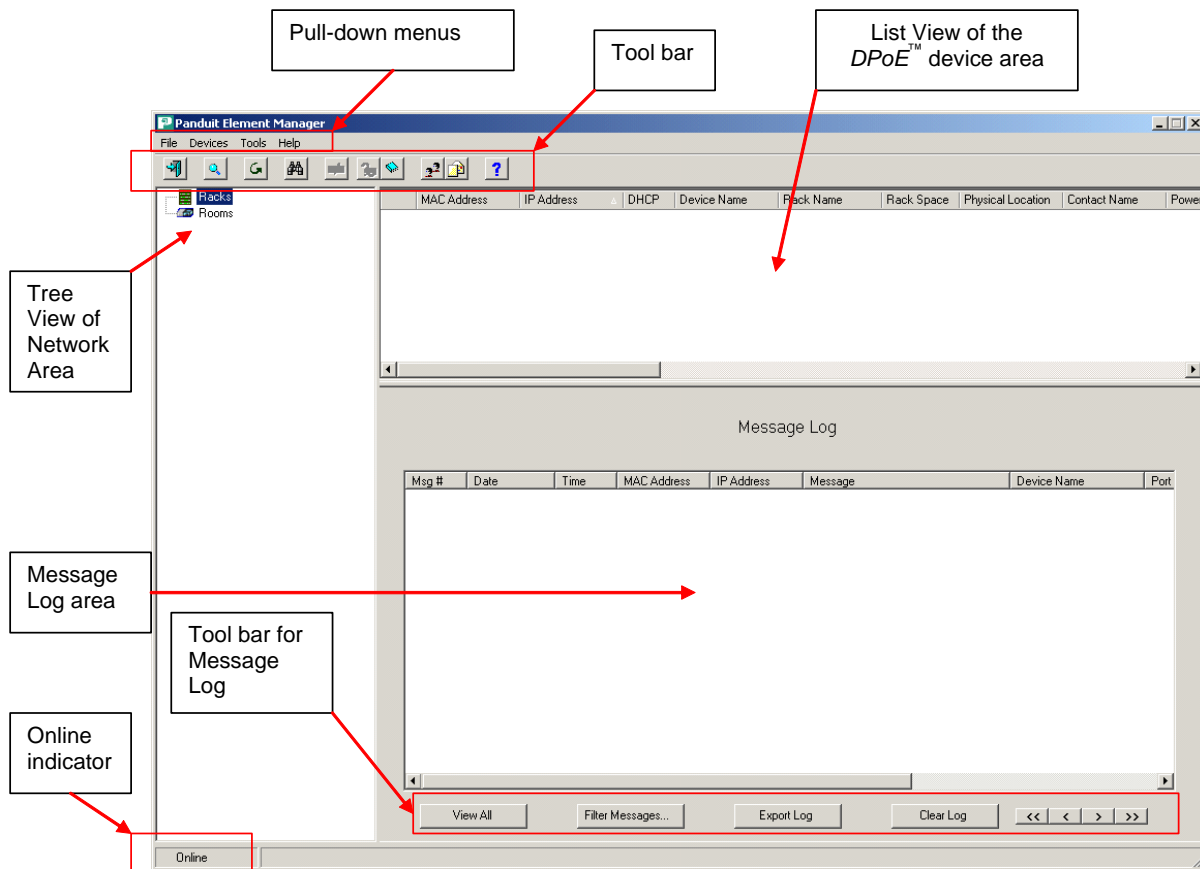 Pull-down menus
Tool bar
List View of the
DPoE™ device area
Panduit Element Manager
File Devices Tools Help
?
Racks
Rooms
MAC Address IP Address DHCP Device Name Rack Name Rack Space Physical Location Contact Name Power
Tree
View of
Network
Area
Message Log
Msg # Date Time MAC Address IP Address Message Device Name Port
Message
Log area
Tool bar for
Message
Log
Online
indicator
View All Filter Messages... Export Log Clear Log << < > >>
Online